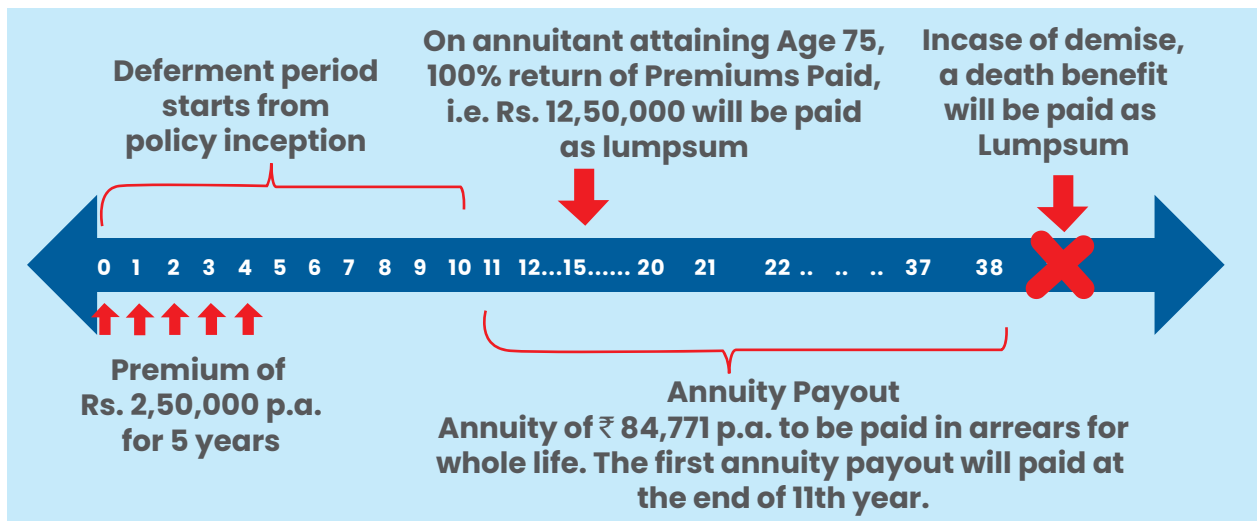 Deferment period
starts from
policy inception
On annuitant attaining Age 75,
100% return of Premiums Paid,
i.e. Rs. 12,50,000 will be paid
as lumpsum
Incase of demise,
a death benefit
will be paid as
Lumpsum
0 1 2 3 4 5 6 7 8 9 10 11 12...15...... 20 21 22 .. .. .. 37 38
Premium of
Rs. 2,50,000 p.a.
for 5 years
Annuity Payout
Annuity of ₹ 84,771 p.a. to be paid in arrears for
whole life. The first annuity payout will paid at
the end of 11th year.